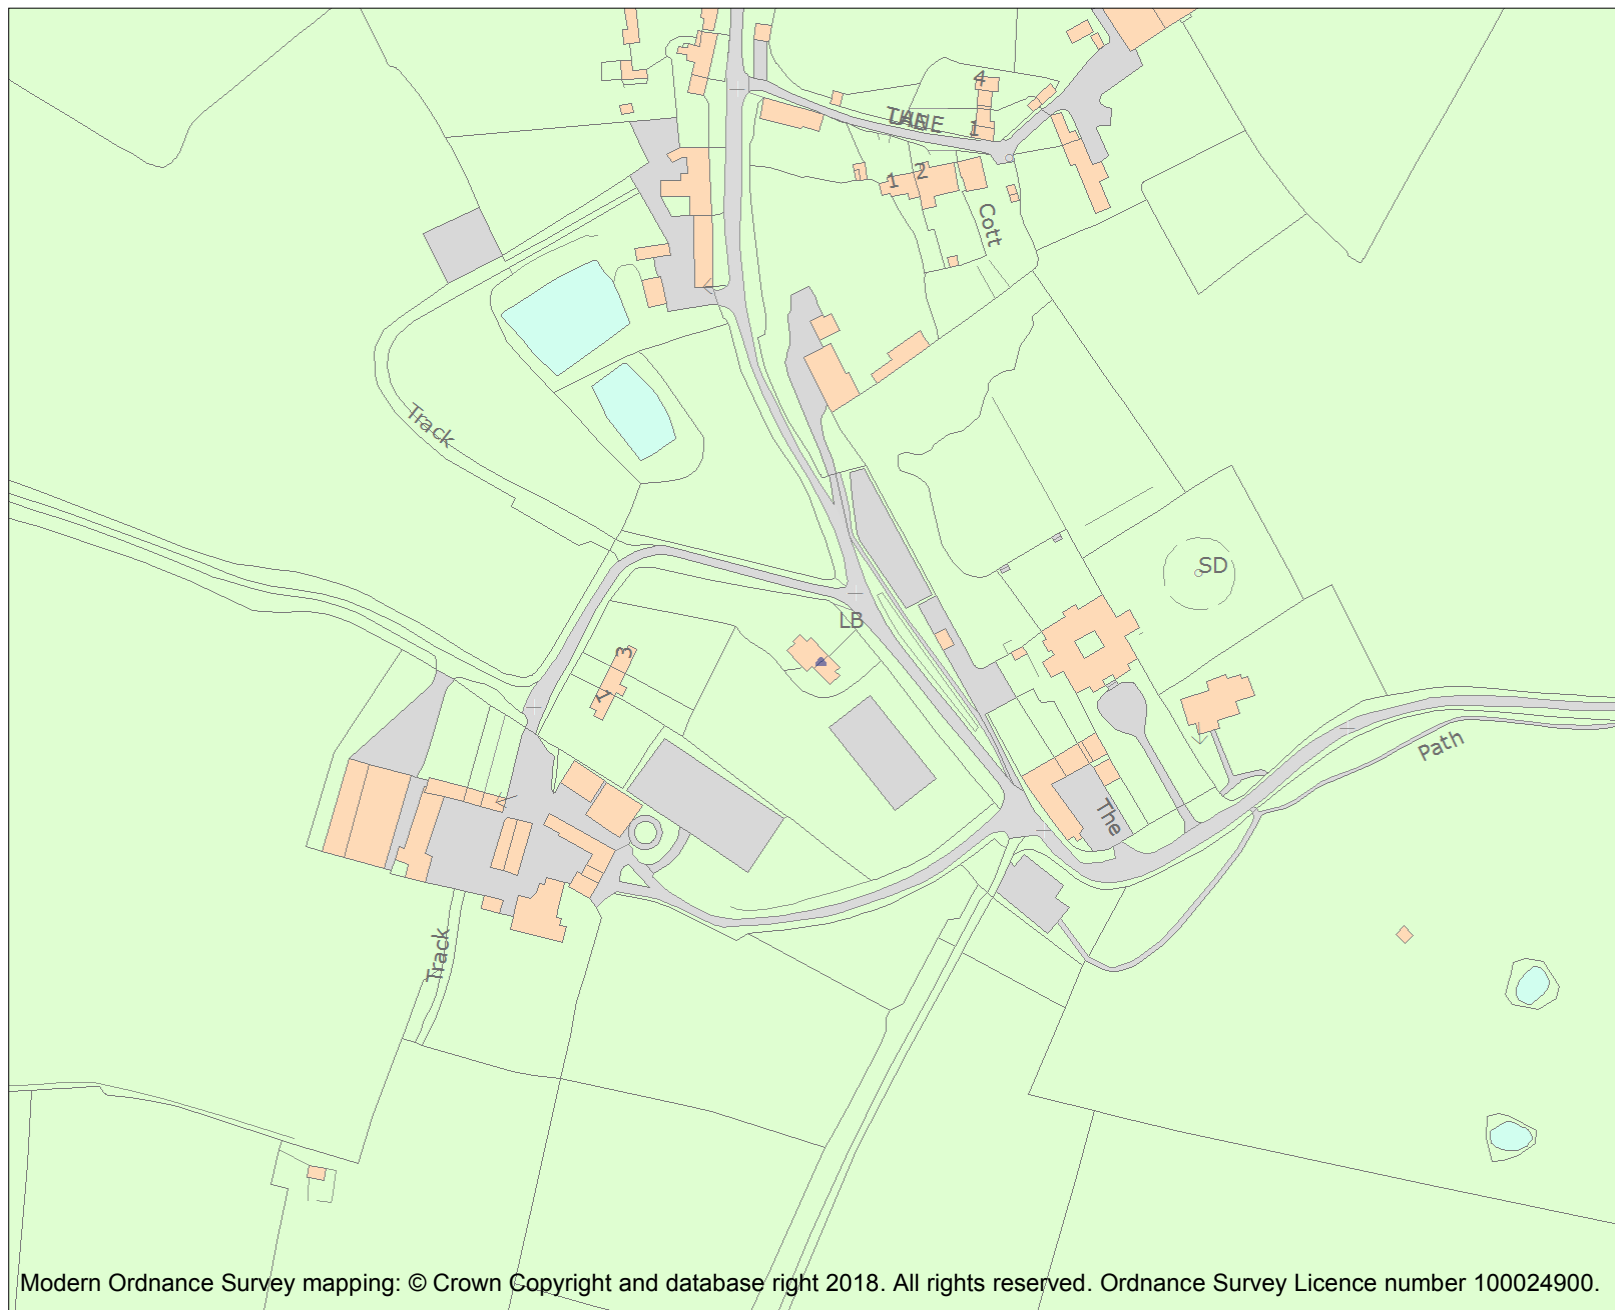 4
LANE
1
1 2
Cott
Track
SD
LB
3
1
Path
The
Track
Modern Ordnance Survey mapping: © Crown Copyright and database right 2018. All rights reserved. Ordnance Survey Licence number 100024900.